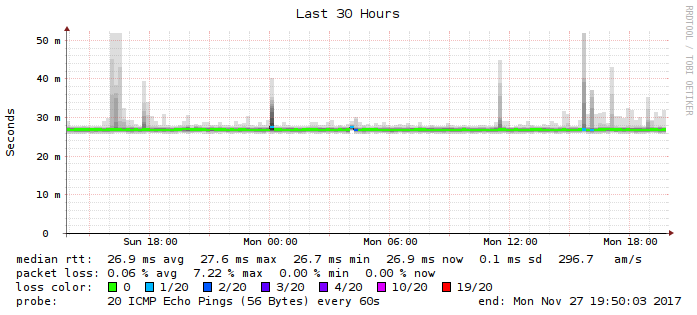 Last 30 Hours
RRDTOOL / TOBI OETIKER
Seconds
50 m
40 m
30 m
20 m
10 m
0
Sun 18:00 Mon 00:00 Mon 06:00 Mon 12:00 Mon 18:00
median rtt: 26.9 ms avg 27.6 ms max 26.7 ms min 26.9 ms now 0.1 ms sd 296.7 am/s
packet loss: 0.06 % avg 7.22 % max 0.00 % min 0.00 % now
loss color: 0 1/20 2/20 3/20 4/20 10/20 19/20
probe: 20 ICMP Echo Pings (56 Bytes) every 60s end: Mon Nov 27 19:50:03 2017